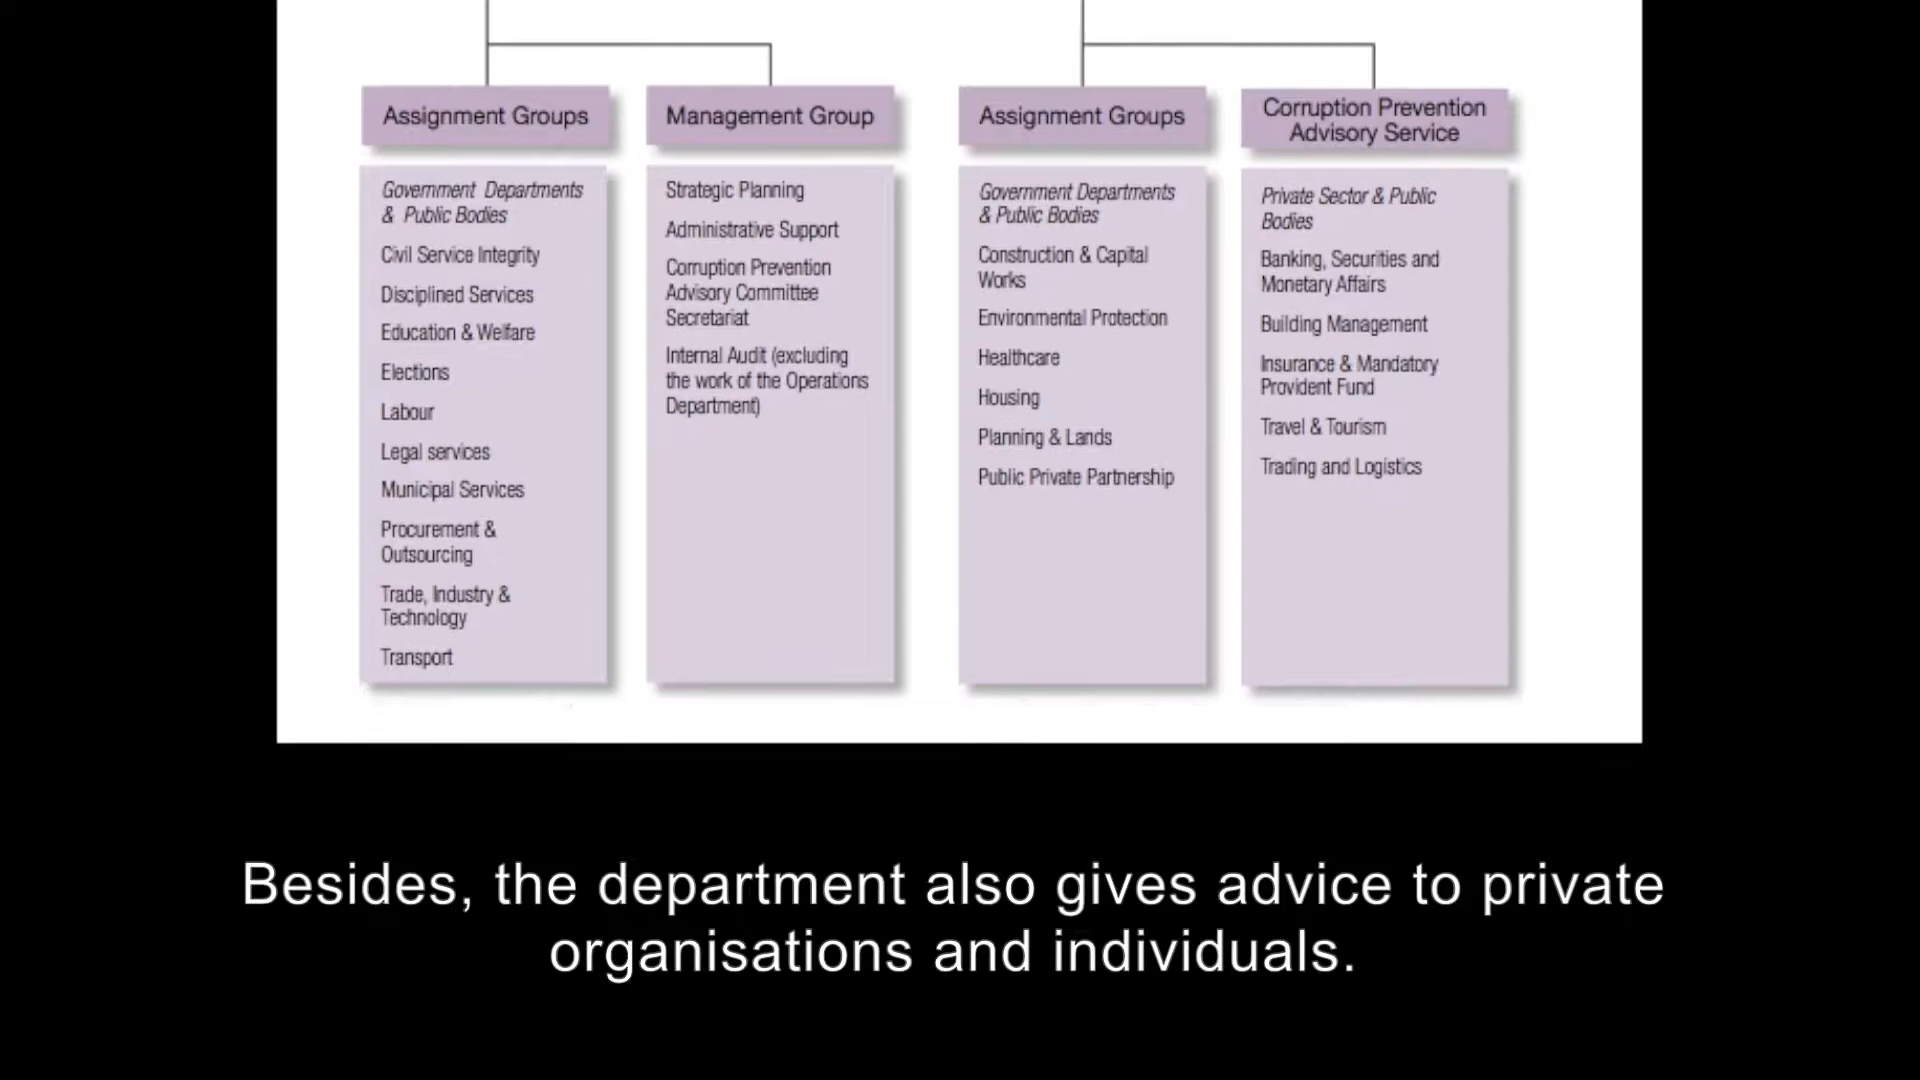 Assignment Groups
Government Departments
& Public Bodies
Civil Service Integrity
Disciplined Services
Education & Welfare
Elections
Labour
Legal services
Municipal Services
Procurement &
Outsourcing
Trade, Industry &
Technology
Transport
Management Group
Strategic Planning
Administrative Support
Corruption Prevention
Advisory Committee
Secretariat
Internal Audit (excluding
the work of the Operations
Department)
Assignment Groups
Government Departments
& Public Bodies
Construction & Capital
Works
Environmental Protection
Healthcare
Housing
Planning & Lands
Public Private Partnership
Corruption Prevention
Advisory Service
Private Sector & Public
Bodies
Banking, Securities and
Monetary Affairs
Building Management
Insurance & Mandatory
Provident Fund
Travel & Tourism
Trading and Logistics
Besides, the department also gives advice to private
organisations and individuals.